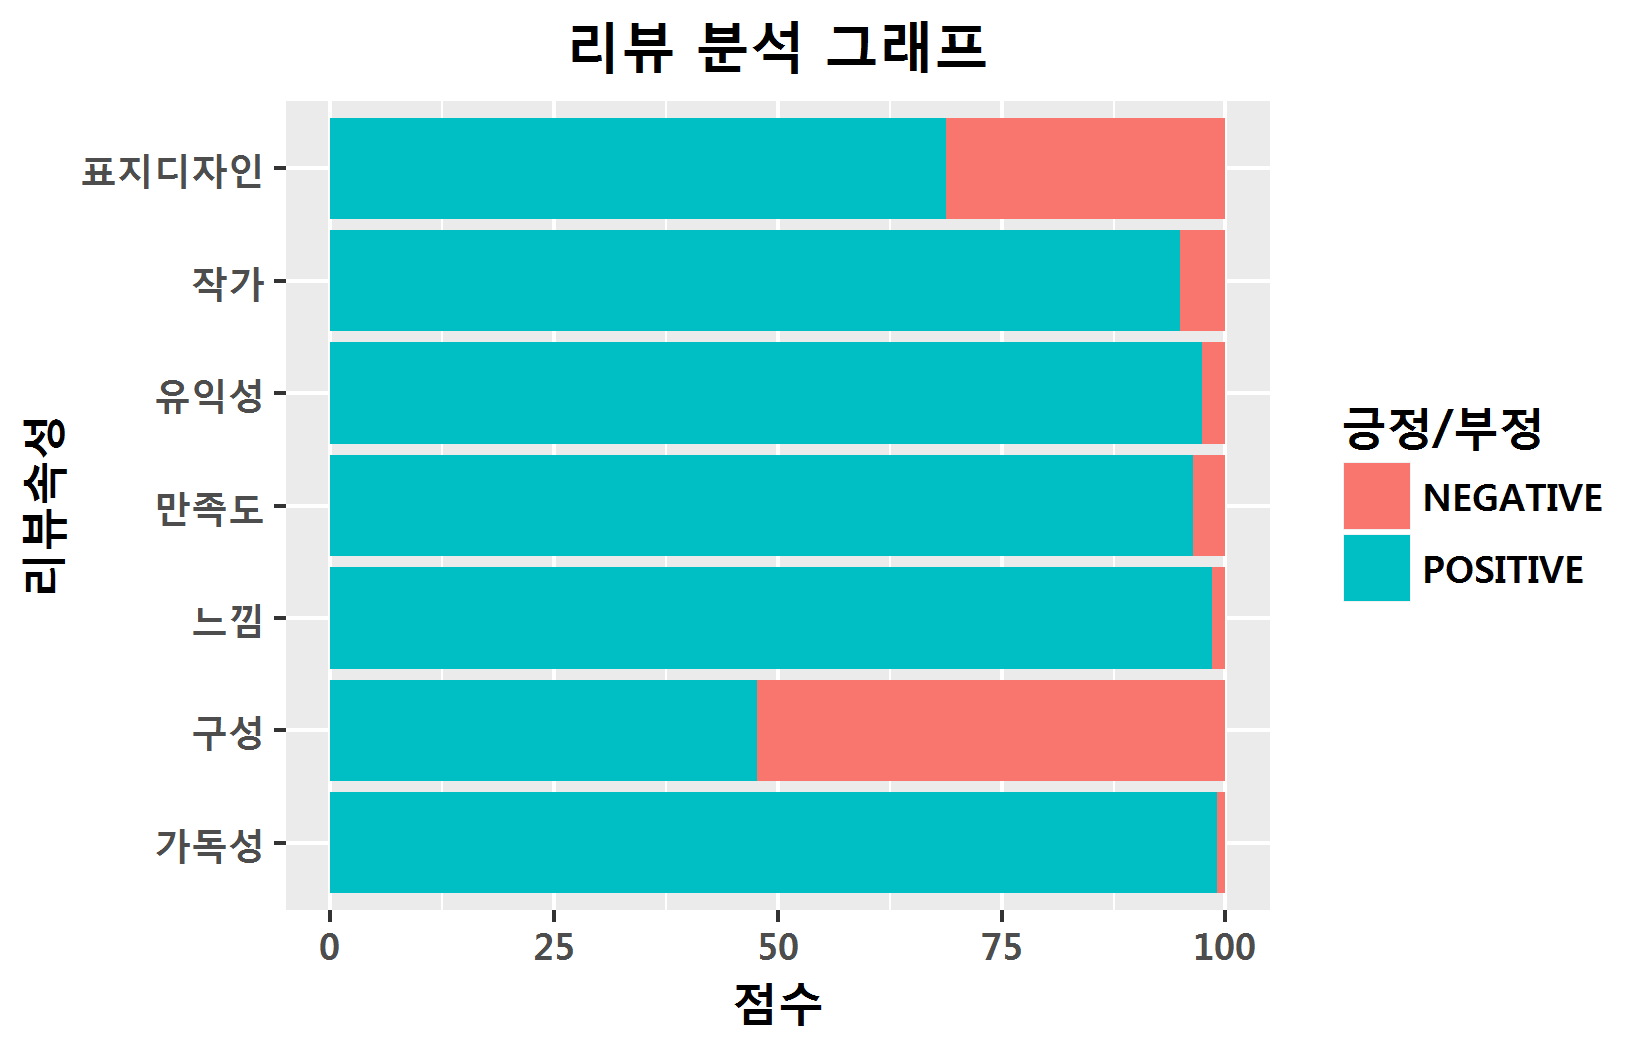 리뷰 분석 그래프
리뷰속성
표지디자인
작가
유익성
만족도
느낌
구성
가독성
0 25 50 75 100
점수
긍정/부정
NEGATIVE
POSITIVE